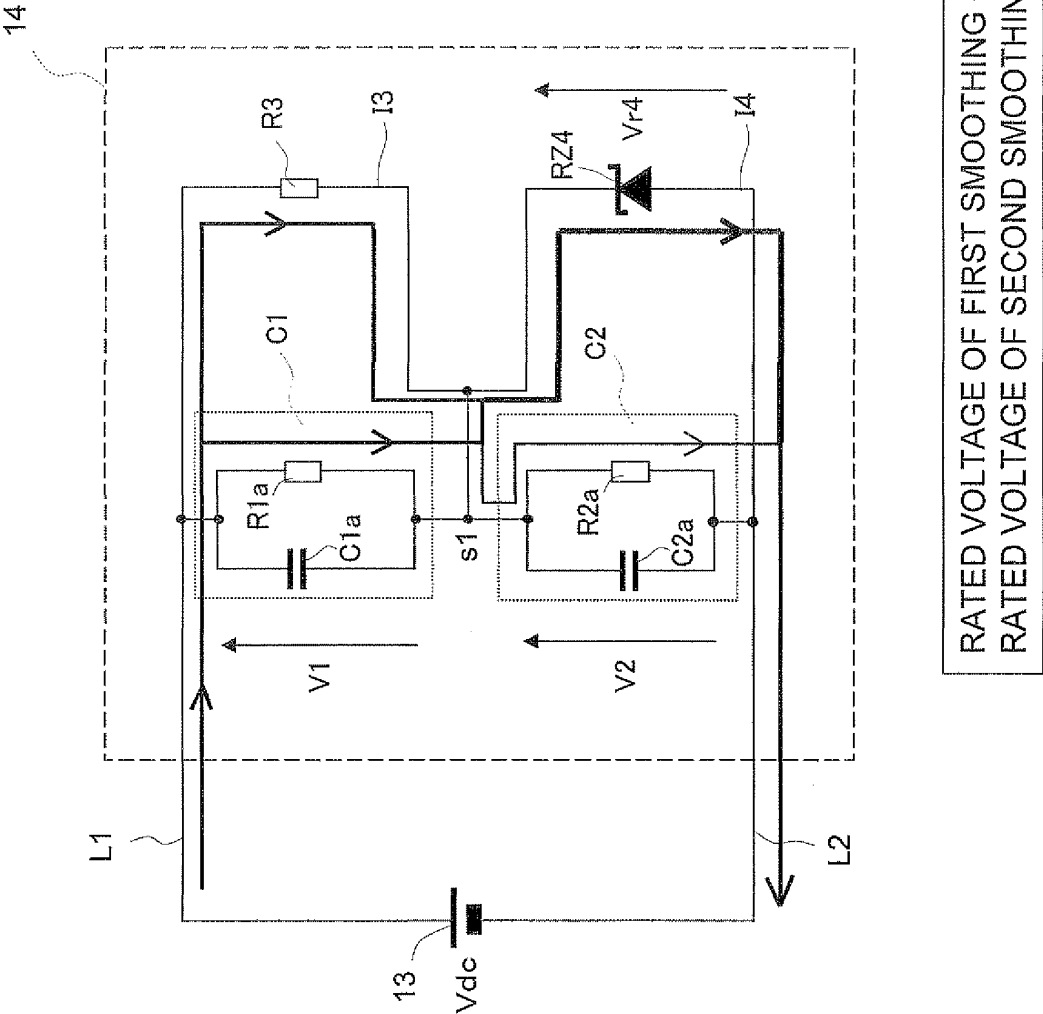 14
L1
13
Vdc
L2
V1
C1
C1a
R1a
s1
V2
C2
C2a
R2a
R3
I3
RZ4
Vr4
I4
RATED VOLTAGE OF FIRST SMOOTHING
RATED VOLTAGE OF SECOND